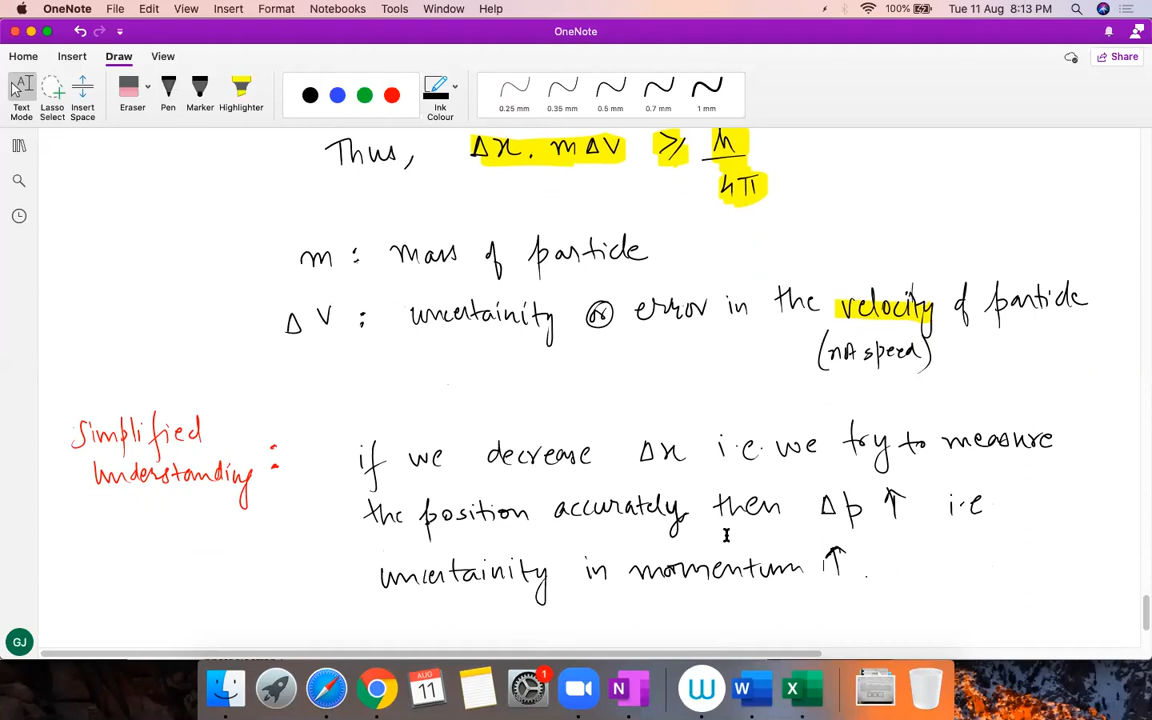 OneNote File Edit View Insert Format Notebooks Tools Window Help 100% Tue 11 Aug 8:13 PM
OneNote
Home Insert Draw View Share
Text Mode Lasso Select Insert Space Eraser Pen Marker Highlighter Ink Colour 0.25 mm 0.35 mm 0.5 mm 0.7 mm 1 mm
Thus, Δx. mΔV ≥ h/4π
m : mass of particle
ΔV : uncertainity or error in the velocity of particle
(not speed)
Simplified understanding :
if we decrease Δx i.e. we try to measure
the position accurately then Δp ↑ i.e
uncertainity in momentum ↑.
GJ
AUG 11 1 N W W X